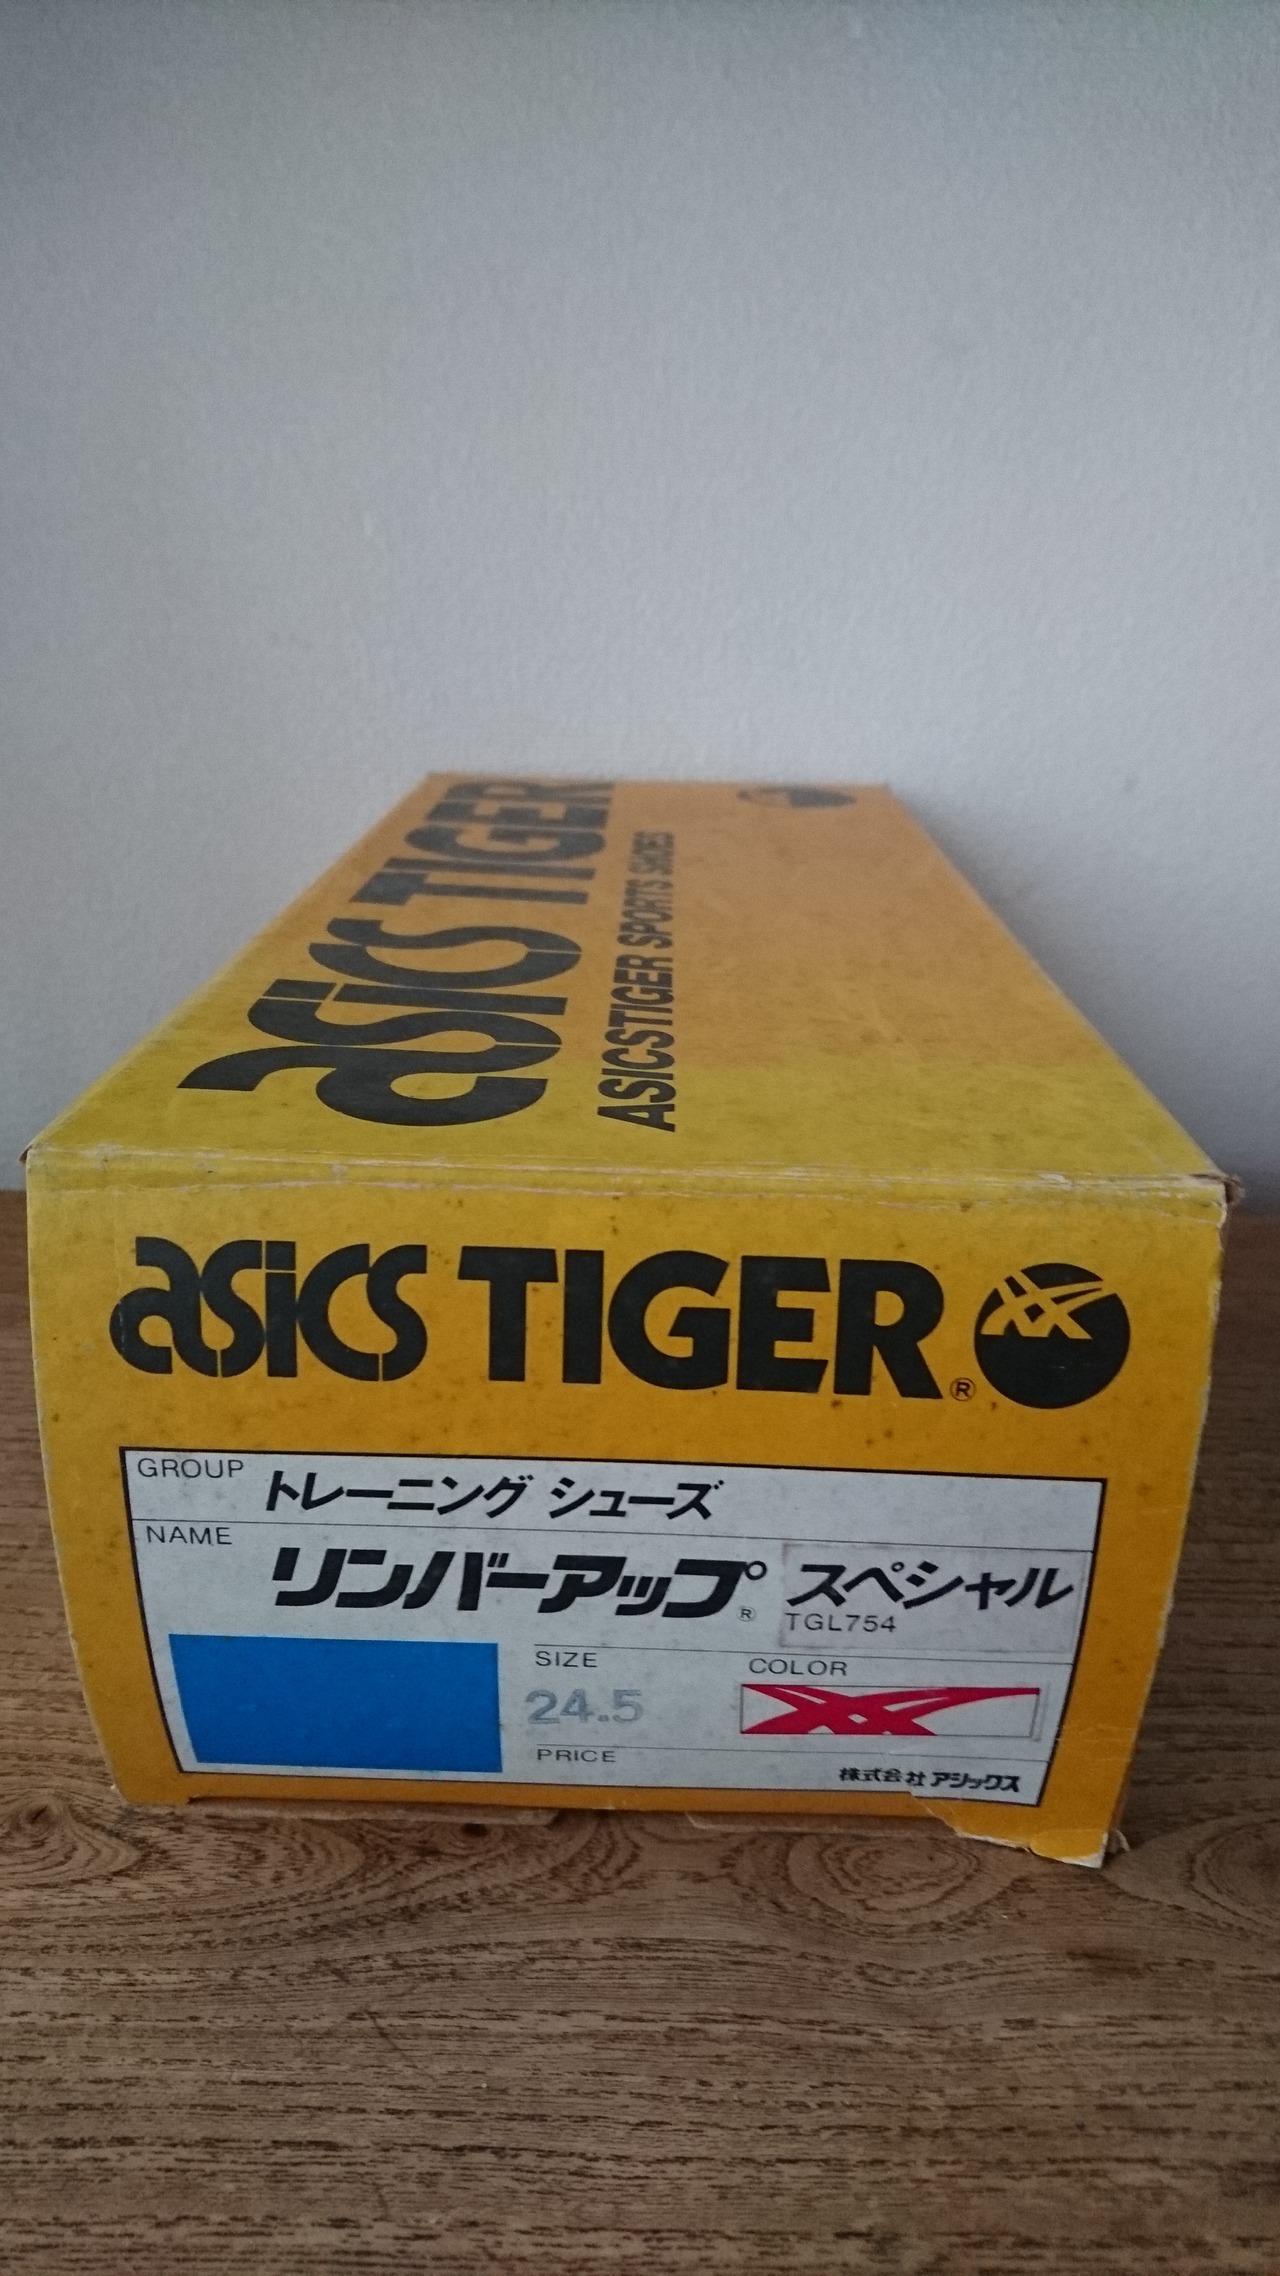 asics TIGER
ASICSTIGER SPORTS SHOES
asics TIGER®
GROUP トレーニング シューズ
NAME
リンバーアップ® スペシャル
TGL754
SIZE COLOR
24.5
PRICE
株式会社 アシックス